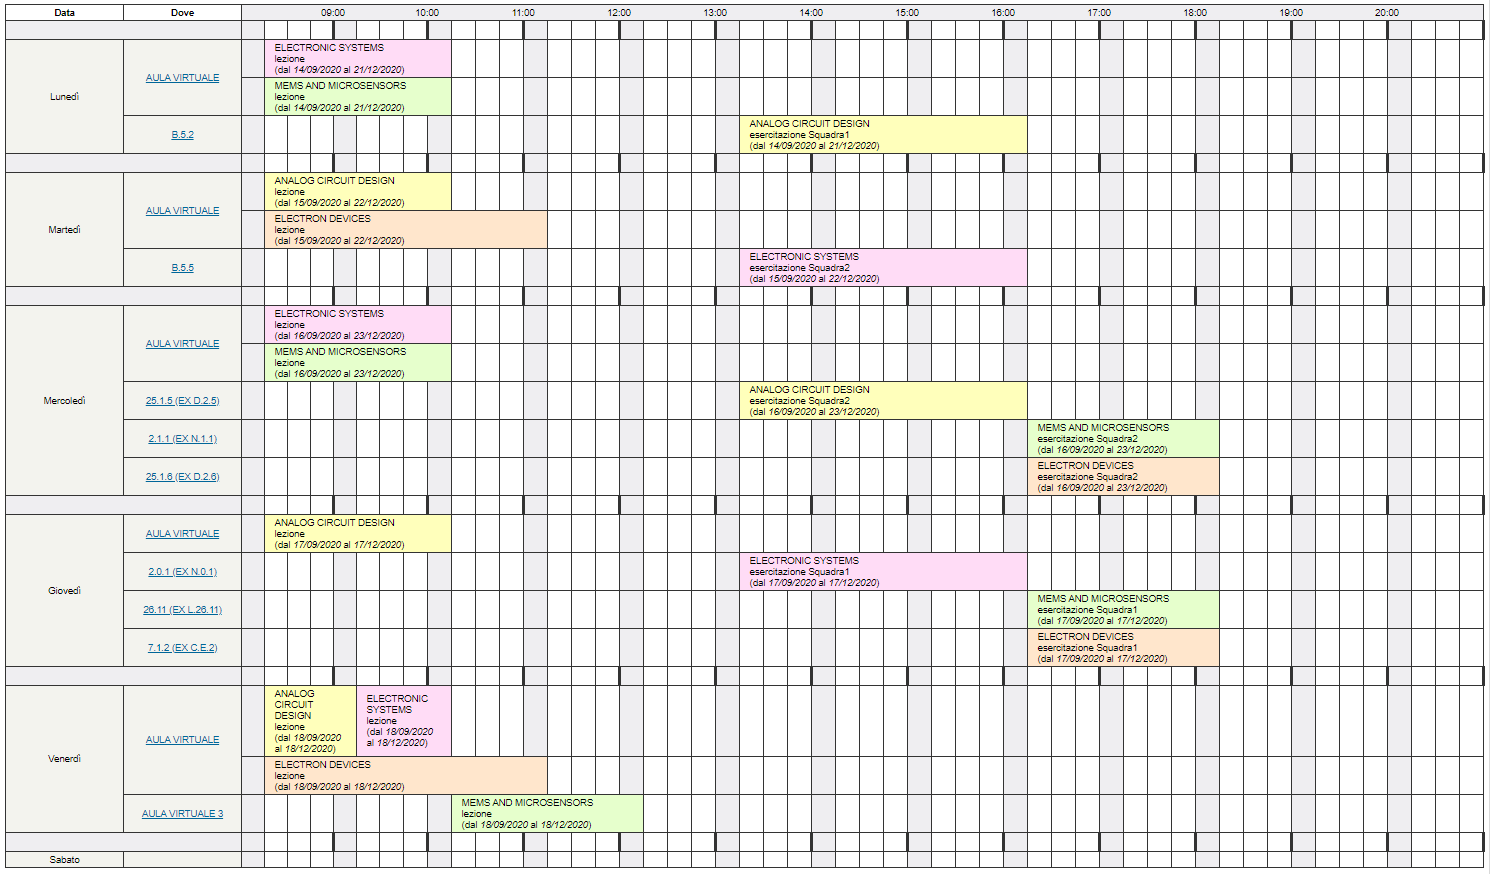 Data Dove 09:00 10:00 11:00 12:00 13:00 14:00 15:00 16:00 17:00 18:00 19:00 20:00
Lunedì
AULA VIRTUALE
ELECTRONIC SYSTEMS
lezione
(dal 14/09/2020 al 21/12/2020)
MEMS AND MICROSENSORS
lezione
(dal 14/09/2020 al 21/12/2020)
B.5.2
ANALOG CIRCUIT DESIGN
esercitazione Squadra1
(dal 14/09/2020 al 21/12/2020)
Martedì
AULA VIRTUALE
ANALOG CIRCUIT DESIGN
lezione
(dal 15/09/2020 al 22/12/2020)
ELECTRON DEVICES
lezione
(dal 15/09/2020 al 22/12/2020)
B.5.5
ELECTRONIC SYSTEMS
esercitazione Squadra2
(dal 15/09/2020 al 22/12/2020)
Mercoledì
AULA VIRTUALE
ELECTRONIC SYSTEMS
lezione
(dal 16/09/2020 al 23/12/2020)
MEMS AND MICROSENSORS
lezione
(dal 16/09/2020 al 23/12/2020)
25.1.5 (EX D.2.5)
ANALOG CIRCUIT DESIGN
esercitazione Squadra2
(dal 16/09/2020 al 23/12/2020)
2.1.1 (EX N.1.1)
MEMS AND MICROSENSORS
esercitazione Squadra2
(dal 16/09/2020 al 23/12/2020)
25.1.6 (EX D.2.6)
ELECTRON DEVICES
esercitazione Squadra2
(dal 16/09/2020 al 23/12/2020)
Giovedì
AULA VIRTUALE
ANALOG CIRCUIT DESIGN
lezione
(dal 17/09/2020 al 17/12/2020)
2.0.1 (EX N.0.1)
ELECTRONIC SYSTEMS
esercitazione Squadra1
(dal 17/09/2020 al 17/12/2020)
26.11 (EX L.26.11)
MEMS AND MICROSENSORS
esercitazione Squadra1
(dal 17/09/2020 al 17/12/2020)
7.1.2 (EX C.E.2)
ELECTRON DEVICES
esercitazione Squadra1
(dal 17/09/2020 al 17/12/2020)
Venerdì
AULA VIRTUALE
ANALOG
CIRCUIT
DESIGN
lezione
(dal 18/09/2020
al 18/12/2020)
ELECTRONIC
SYSTEMS
lezione
(dal 18/09/2020
al 18/12/2020)
ELECTRON DEVICES
lezione
(dal 18/09/2020 al 18/12/2020)
AULA VIRTUALE 3
MEMS AND MICROSENSORS
lezione
(dal 18/09/2020 al 18/12/2020)
Sabato